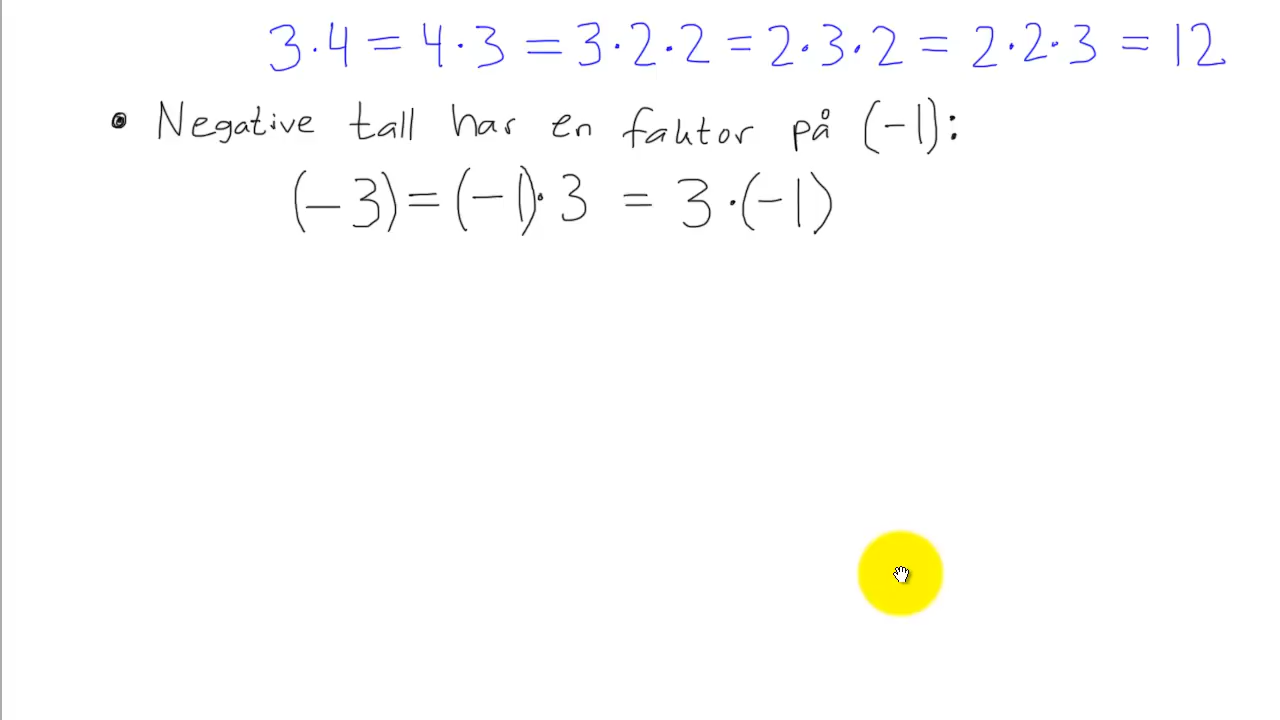 3·4 = 4·3 = 3·2·2 = 2·3·2 = 2·2·3 = 12
• Negative tall har en faktor på (-1):
(-3) = (-1)·3 = 3·(-1)